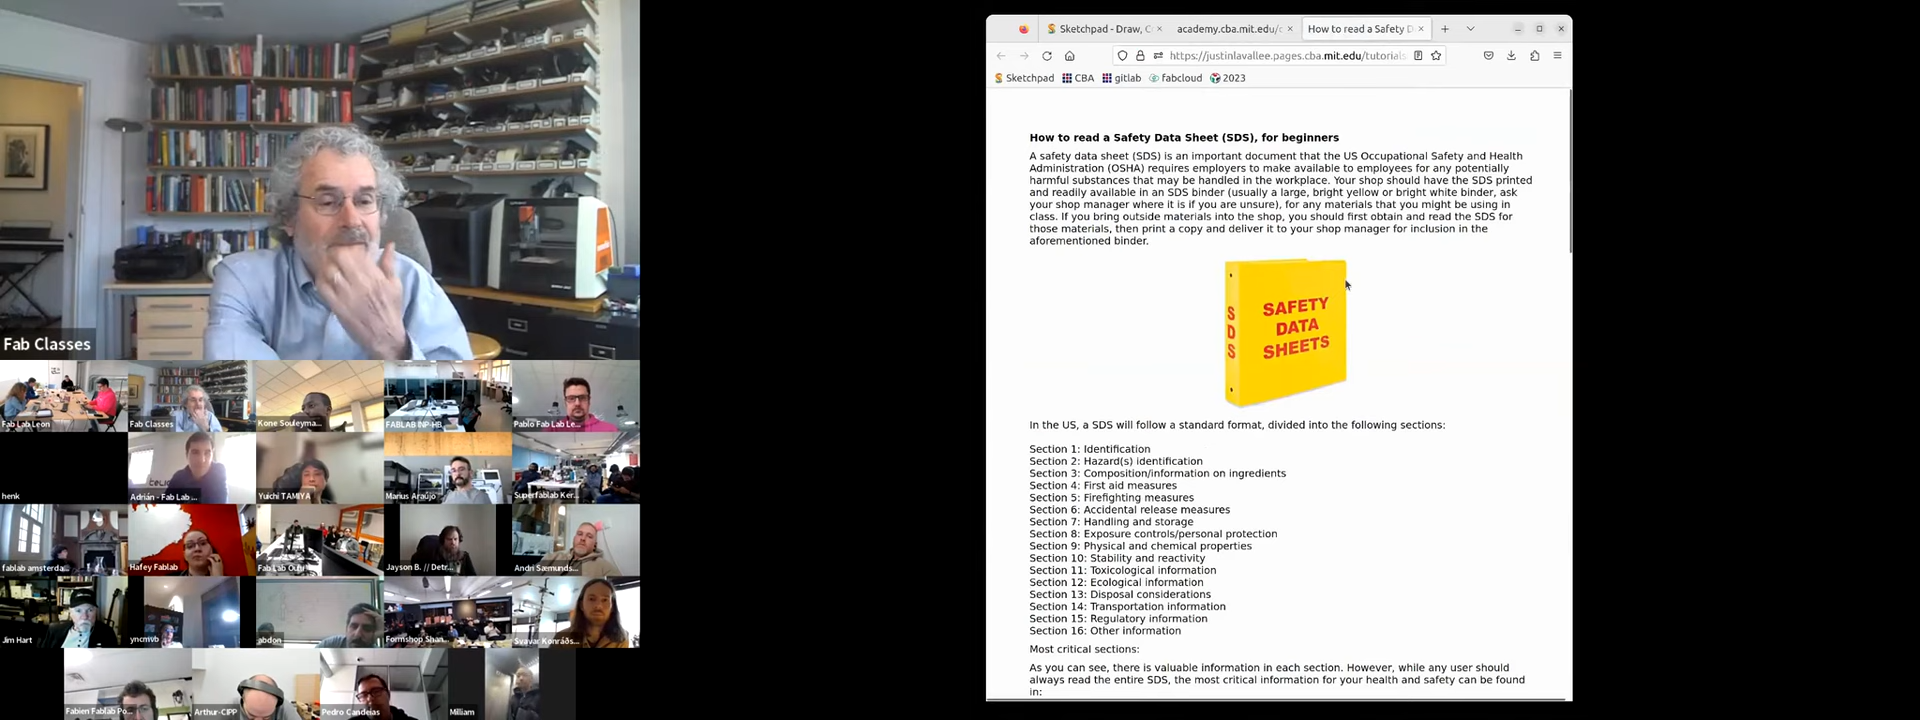 Fab Classes
Fab Lab Leon
Fab Classes
Kone Souleyma...
FABLAB INP-HB
Pablo Fab Lab Le...
henk
Adrián - Fab Lab ...
Yuichi TAMIYA
Marius Araújo
Superfablab Ker...
fablab amsterda...
Hafey Fablab
Fab Lab Oulu
Jayson B. // Detr...
Andri Sæmunds...
Jim Hart
yncmvb
abdon
Formshop Shan...
Svavar Konráðs...
Fabien Fablab Po...
Arthur-CIPP
Pedro Candeias
Milliam
Sketchpad - Draw, C
academy.cba.mit.edu/c
How to read a Safety D
https://justinlavallee.pages.cba.mit.edu/tutorials
Sketchpad
CBA
gitlab
fabcloud
2023
How to read a Safety Data Sheet (SDS), for beginners
A safety data sheet (SDS) is an important document that the US Occupational Safety and Health
Administration (OSHA) requires employers to make available to employees for any potentially
harmful substances that may be handled in the workplace. Your shop should have the SDS printed
and readily available in an SDS binder (usually a large, bright yellow or bright white binder, ask
your shop manager where it is if you are unsure), for any materials that you might be using in
class. If you bring outside materials into the shop, you should first obtain and read the SDS for
those materials, then print a copy and deliver it to your shop manager for inclusion in the
aforementioned binder.
SDS
SAFETY
DATA
SHEETS
In the US, a SDS will follow a standard format, divided into the following sections:
Section 1: Identification
Section 2: Hazard(s) identification
Section 3: Composition/information on ingredients
Section 4: First aid measures
Section 5: Firefighting measures
Section 6: Accidental release measures
Section 7: Handling and storage
Section 8: Exposure controls/personal protection
Section 9: Physical and chemical properties
Section 10: Stability and reactivity
Section 11: Toxicological information
Section 12: Ecological information
Section 13: Disposal considerations
Section 14: Transportation information
Section 15: Regulatory information
Section 16: Other information
Most critical sections:
As you can see, there is valuable information in each section. However, while any user should
always read the entire SDS, the most critical information for your health and safety can be found
in: